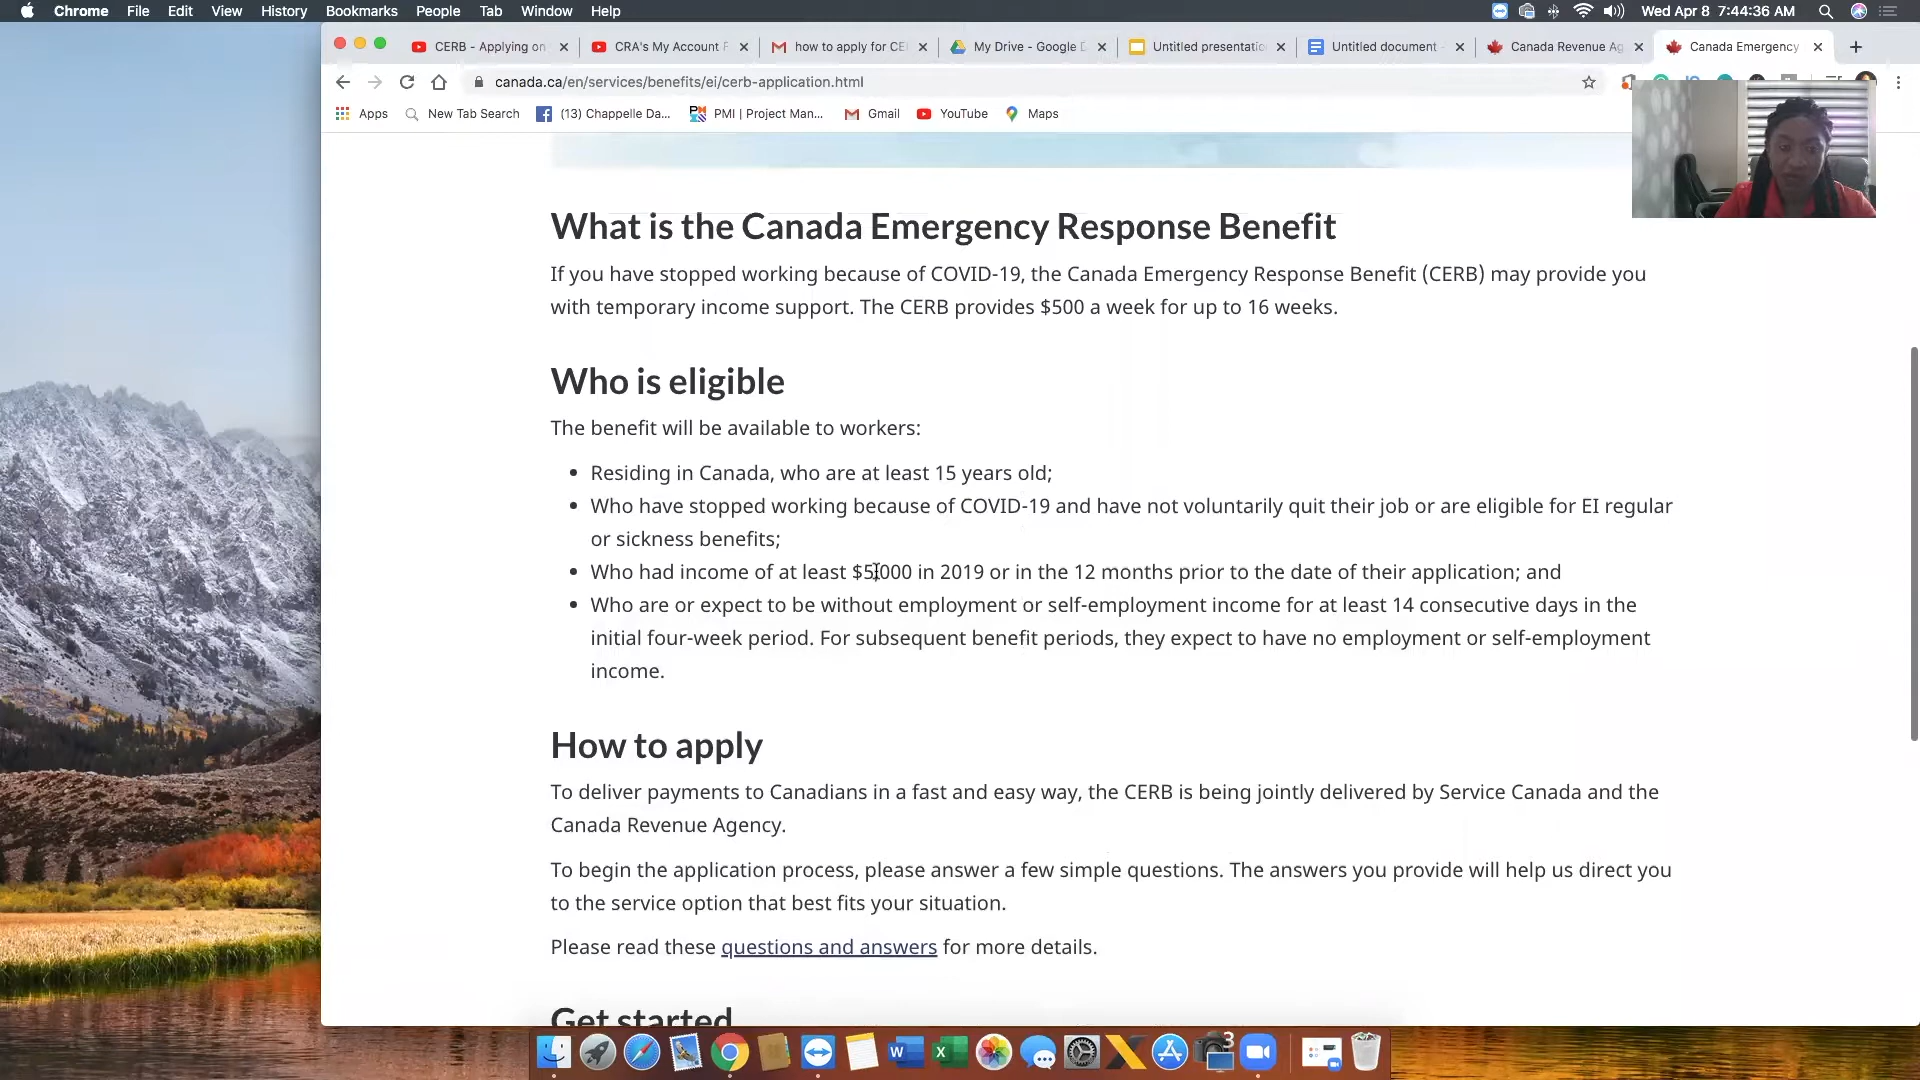 Chrome File Edit View History Bookmarks People Tab Window Help Wed Apr 8 7:44:36 AM
CERB - Applying on CRA's My Account F how to apply for CE My Drive - Google D Untitled presentatio Untitled document - Canada Revenue Ag Canada Emergency
canada.ca/en/services/benefits/ei/cerb-application.html
Apps New Tab Search (13) Chappelle Da... PMI | Project Man... Gmail YouTube Maps
What is the Canada Emergency Response Benefit
If you have stopped working because of COVID-19, the Canada Emergency Response Benefit (CERB) may provide you
with temporary income support. The CERB provides $500 a week for up to 16 weeks.
Who is eligible
The benefit will be available to workers:
Residing in Canada, who are at least 15 years old;
Who have stopped working because of COVID-19 and have not voluntarily quit their job or are eligible for EI regular
or sickness benefits;
Who had income of at least $5,000 in 2019 or in the 12 months prior to the date of their application; and
Who are or expect to be without employment or self-employment income for at least 14 consecutive days in the
initial four-week period. For subsequent benefit periods, they expect to have no employment or self-employment
income.
How to apply
To deliver payments to Canadians in a fast and easy way, the CERB is being jointly delivered by Service Canada and the
Canada Revenue Agency.
To begin the application process, please answer a few simple questions. The answers you provide will help us direct you
to the service option that best fits your situation.
Please read these questions and answers for more details.
Get started
3